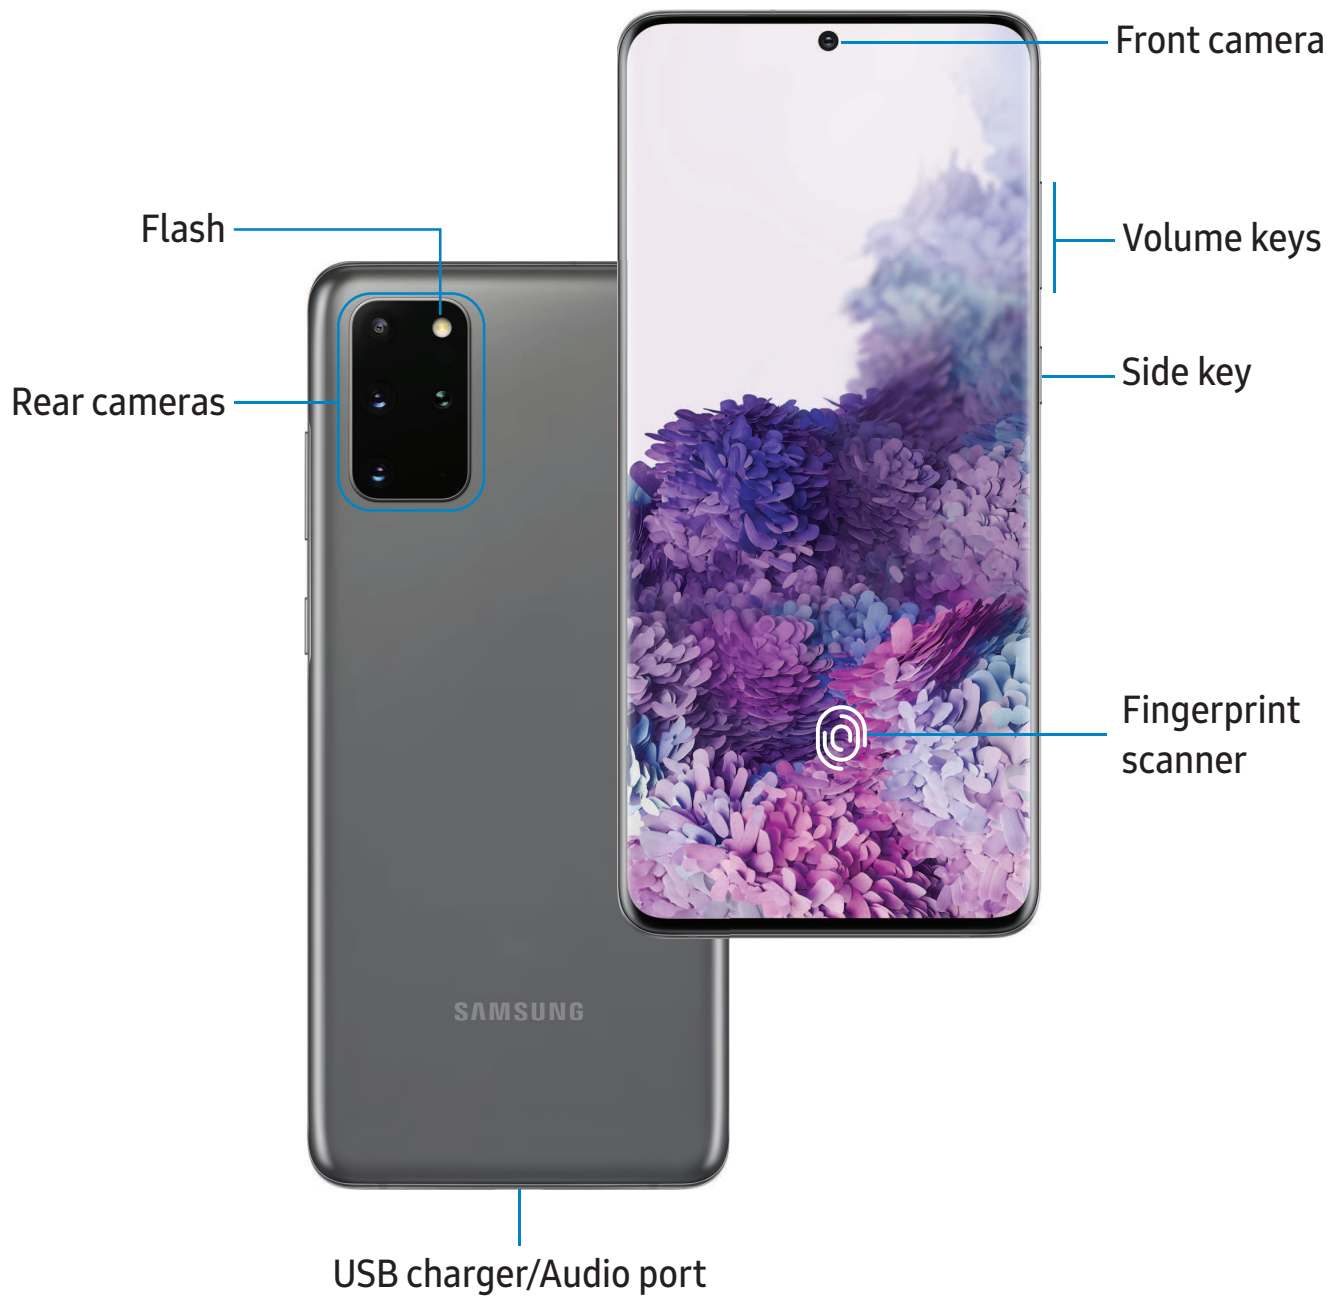 Front camera
Flash
Volume keys
Side key
Rear cameras
Fingerprint
scanner
SAMSUNG
USB charger/Audio port